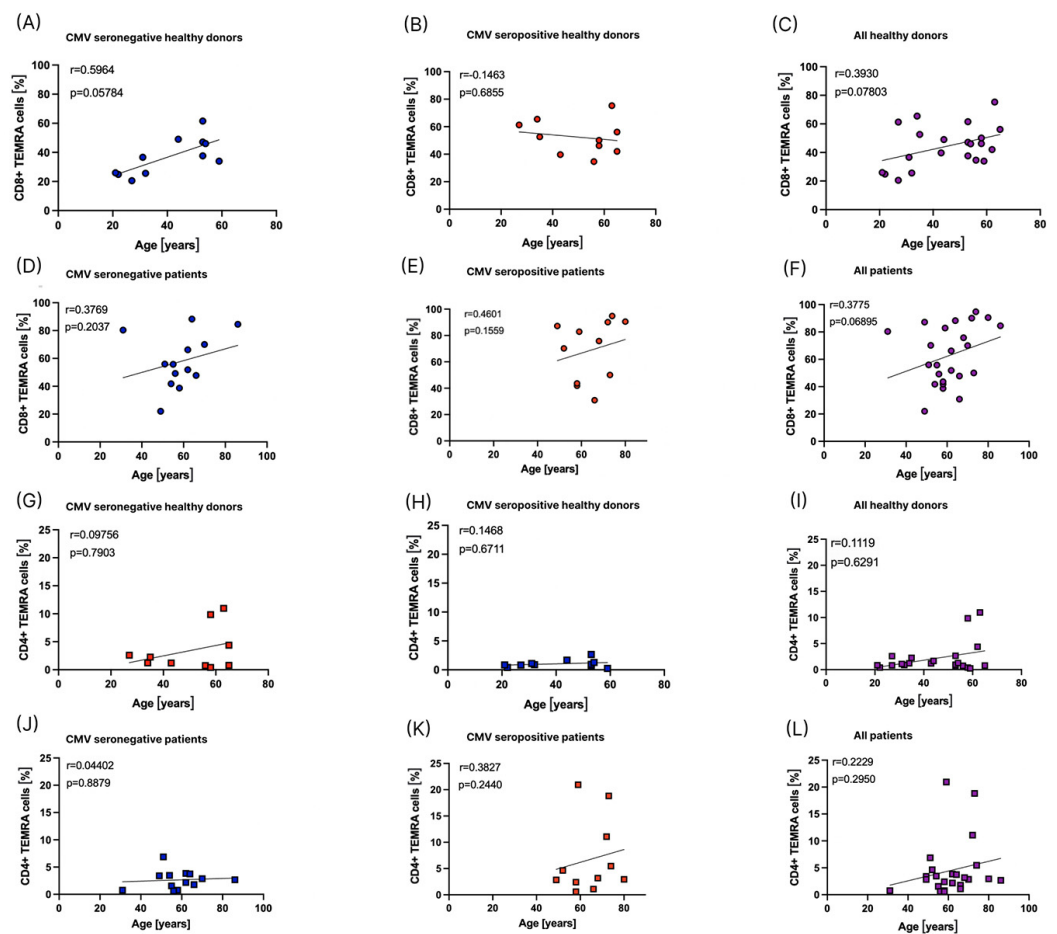 (A)
CMV seronegative healthy donors
r=0.5964
p=0.05784
CD8+ TEMRA cells [%]
100
80
60
40
20
0
0 20 40 60 80
Age [years]
(B)
CMV seropositive healthy donors
r=-0.1463
p=0.6855
CD8+ TEMRA cells [%]
100
80
60
40
20
0
0 20 40 60 80
Age [years]
(C)
All healthy donors
r=0.3930
p=0.07803
CD8+ TEMRA cells [%]
100
80
60
40
20
0
0 20 40 60 80
Age [years]
(D)
CMV seronegative patients
r=0.3769
p=0.2037
CD8+ TEMRA cells [%]
100
80
60
40
20
0
0 20 40 60 80 100
Age [years]
(E)
CMV seropositive patients
r=0.4601
p=0.1559
CD8+ TEMRA cells [%]
100
80
60
40
20
0
0 20 40 60 80
Age [years]
(F)
All patients
r=0.3775
p=0.06895
CD8+ TEMRA cells [%]
100
80
60
40
20
0
0 20 40 60 80 100
Age [years]
(G)
CMV seronegative healthy donors
r=0.09756
p=0.7903
CD4+ TEMRA cells [%]
25
20
15
10
5
0
0 20 40 60 80
Age [years]
(H)
CMV seropositive healthy donors
r=0.1468
p=0.6711
CD4+ TEMRA cells [%]
25
20
15
10
5
0
0 20 40 60 80
Age [years]
(I)
All healthy donors
r=0.1119
p=0.6291
CD4+ TEMRA cells [%]
25
20
15
10
5
0
0 20 40 60 80
Age [years]
(J)
CMV seronegative patients
r=0.04402
p=0.8879
CD4+ TEMRA cells [%]
25
20
15
10
5
0
0 20 40 60 80 100
Age [years]
(K)
CMV seropositive patients
r=0.3827
p=0.2440
CD4+ TEMRA cells [%]
25
20
15
10
5
0
0 20 40 60 80
Age [years]
(L)
All patients
r=0.2229
p=0.2950
CD4+ TEMRA cells [%]
25
20
15
10
5
0
0 20 40 60 80 100
Age [years]